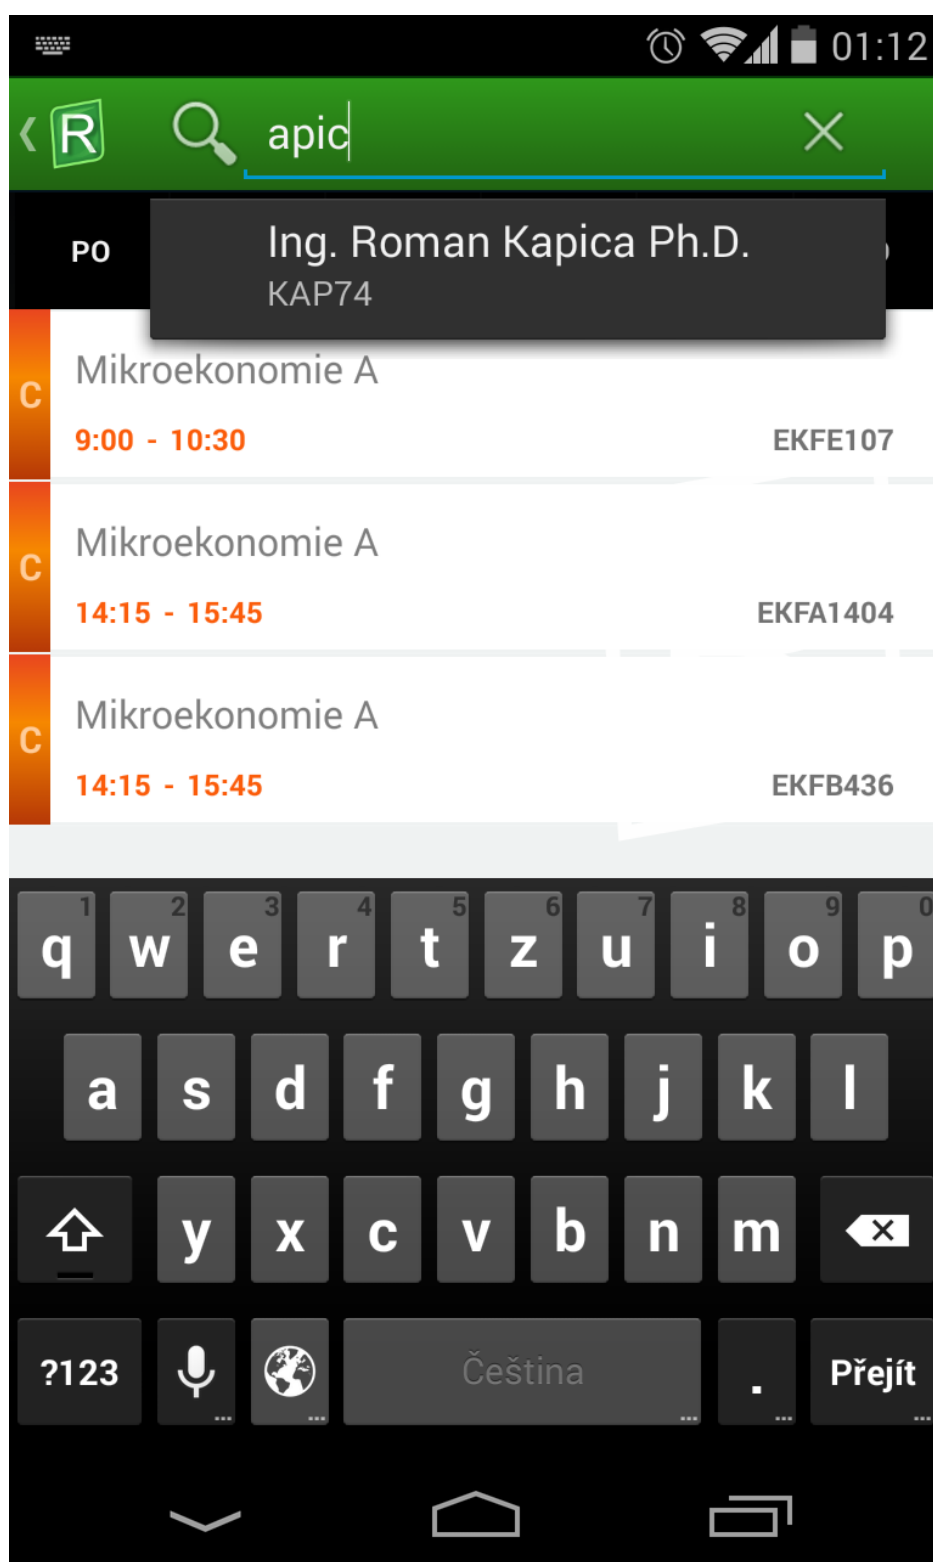 01:12
R
apic
PO
Ing. Roman Kapica Ph.D.
KAP74
C
Mikroekonomie A
9:00 - 10:30 EKFE107
C
Mikroekonomie A
14:15 - 15:45 EKFA1404
C
Mikroekonomie A
14:15 - 15:45 EKFB436
1 2 3 4 5 6 7 8 9 0
q w e r t z u i o p
a s d f g h j k l
y x c v b n m
?123 Čeština . Přejít